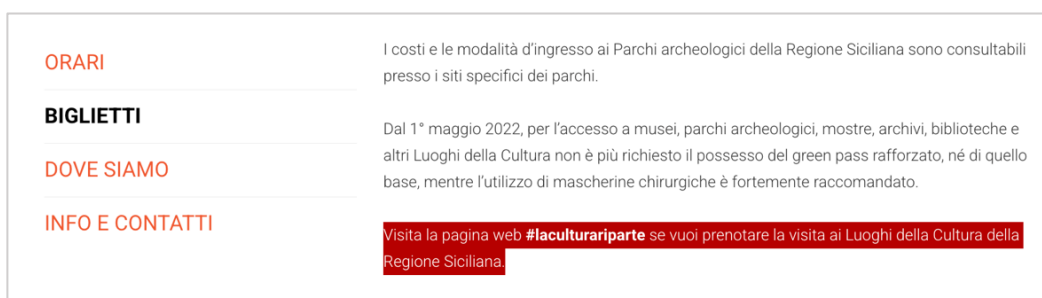 ORARI
BIGLIETTI
DOVE SIAMO
INFO E CONTATTI
I costi e le modalità d'ingresso ai Parchi archeologici della Regione Siciliana sono consultabili
presso i siti specifici dei parchi.
Dal 1° maggio 2022, per l'accesso a musei, parchi archeologici, mostre, archivi, biblioteche e
altri Luoghi della Cultura non è più richiesto il possesso del green pass rafforzato, né di quello
base, mentre l'utilizzo di mascherine chirurgiche è fortemente raccomandato.
Visita la pagina web #laculturariparte se vuoi prenotare la visita ai Luoghi della Cultura della
Regione Siciliana.